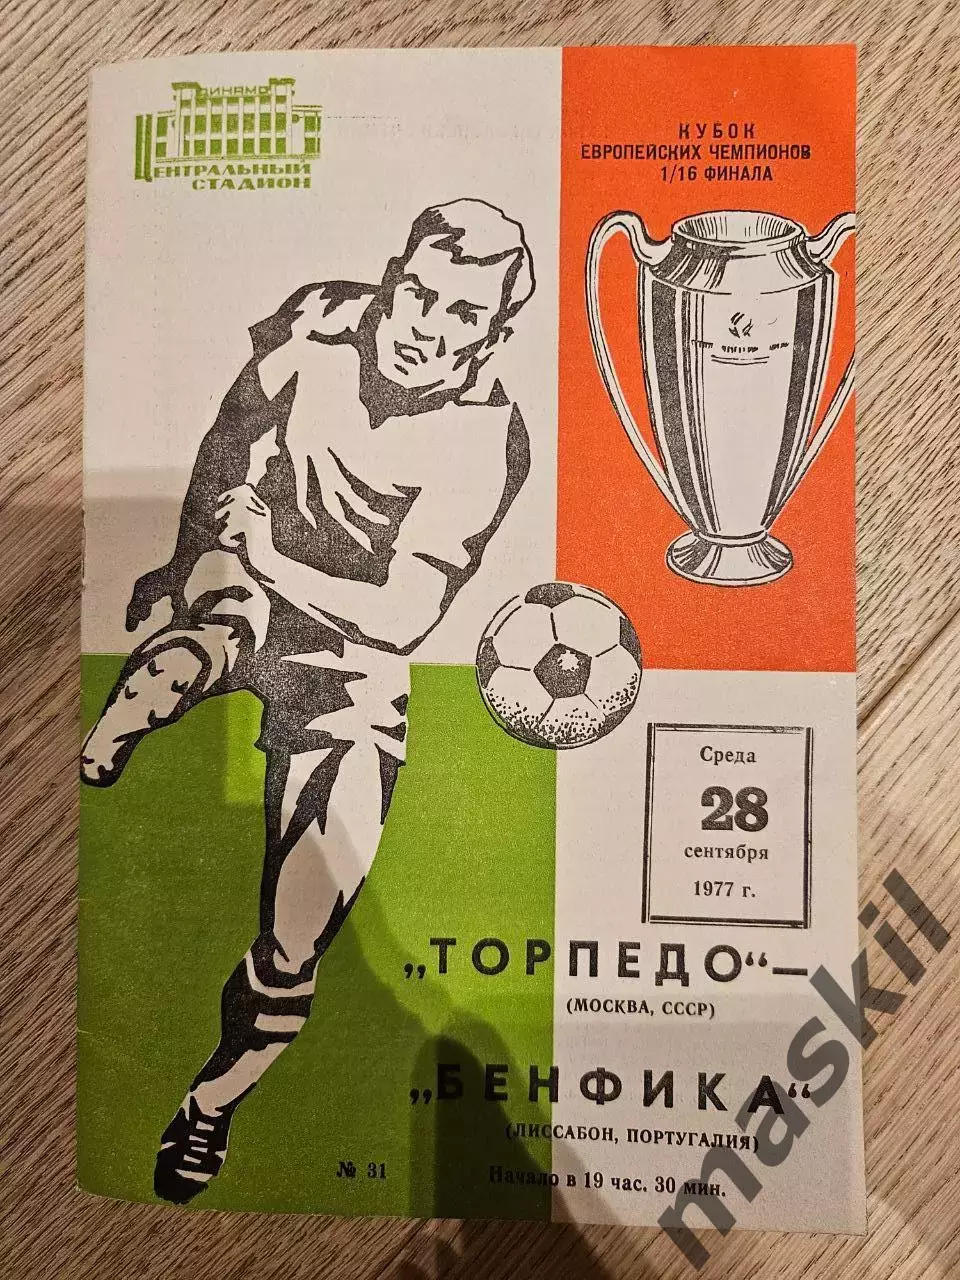 ДИНАМО
ЦЕНТРАЛЬНЫЙ
СТАДИОН
КУБОК
ЕВРОПЕЙСКИХ ЧЕМПИОНОВ
1/16 ФИНАЛА
Среда
28
сентября
1977 г.
„ТОРПЕДО“—
(МОСКВА, СССР)
„БЕНФИКА“
(ЛИССАБОН, ПОРТУГАЛИЯ)
№ 31
Начало в 19 час. 30 мин.
maskil